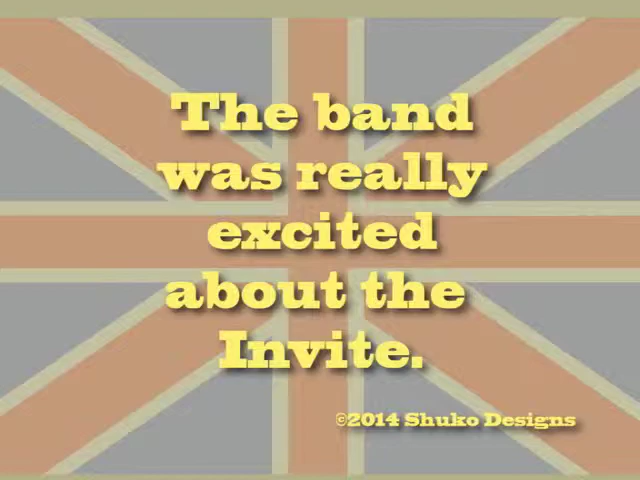 The band
was really
excited
about the
Invite.
©2014 Shuko Designs